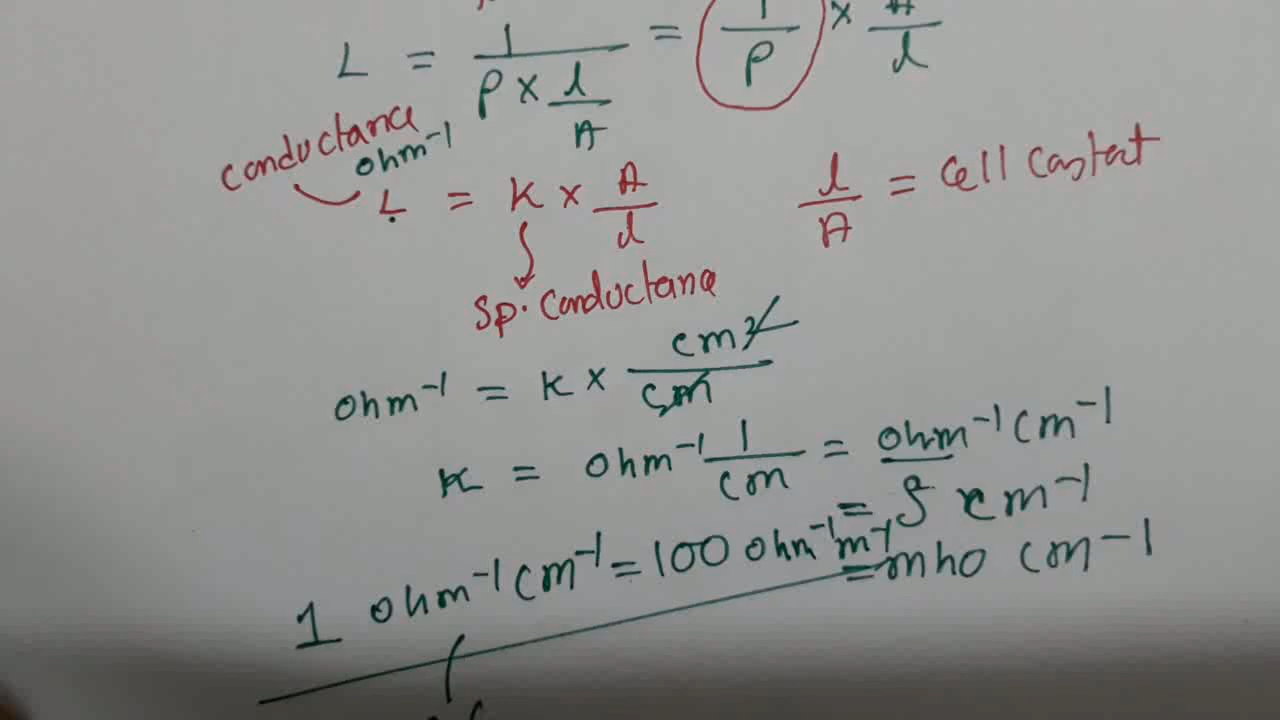 L = 1 / (ρ × l/A) = 1/ρ × A/l
conductance
ohm⁻¹
L = K × A/l
l/A = Cell Constant
Sp. Conductance
ohm⁻¹ = K × cm²/cm
K = ohm⁻¹ 1/cm = ohm⁻¹ cm⁻¹
= S cm⁻¹
= mho cm⁻¹
1 ohm⁻¹ cm⁻¹ = 100 ohm⁻¹ m⁻¹